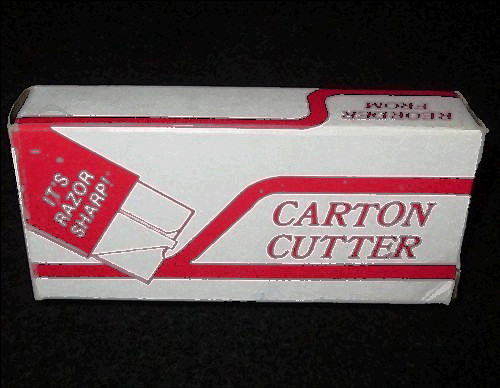 REORDER
FROM
IT'S
RAZOR
SHARP!
CARTON
CUTTER